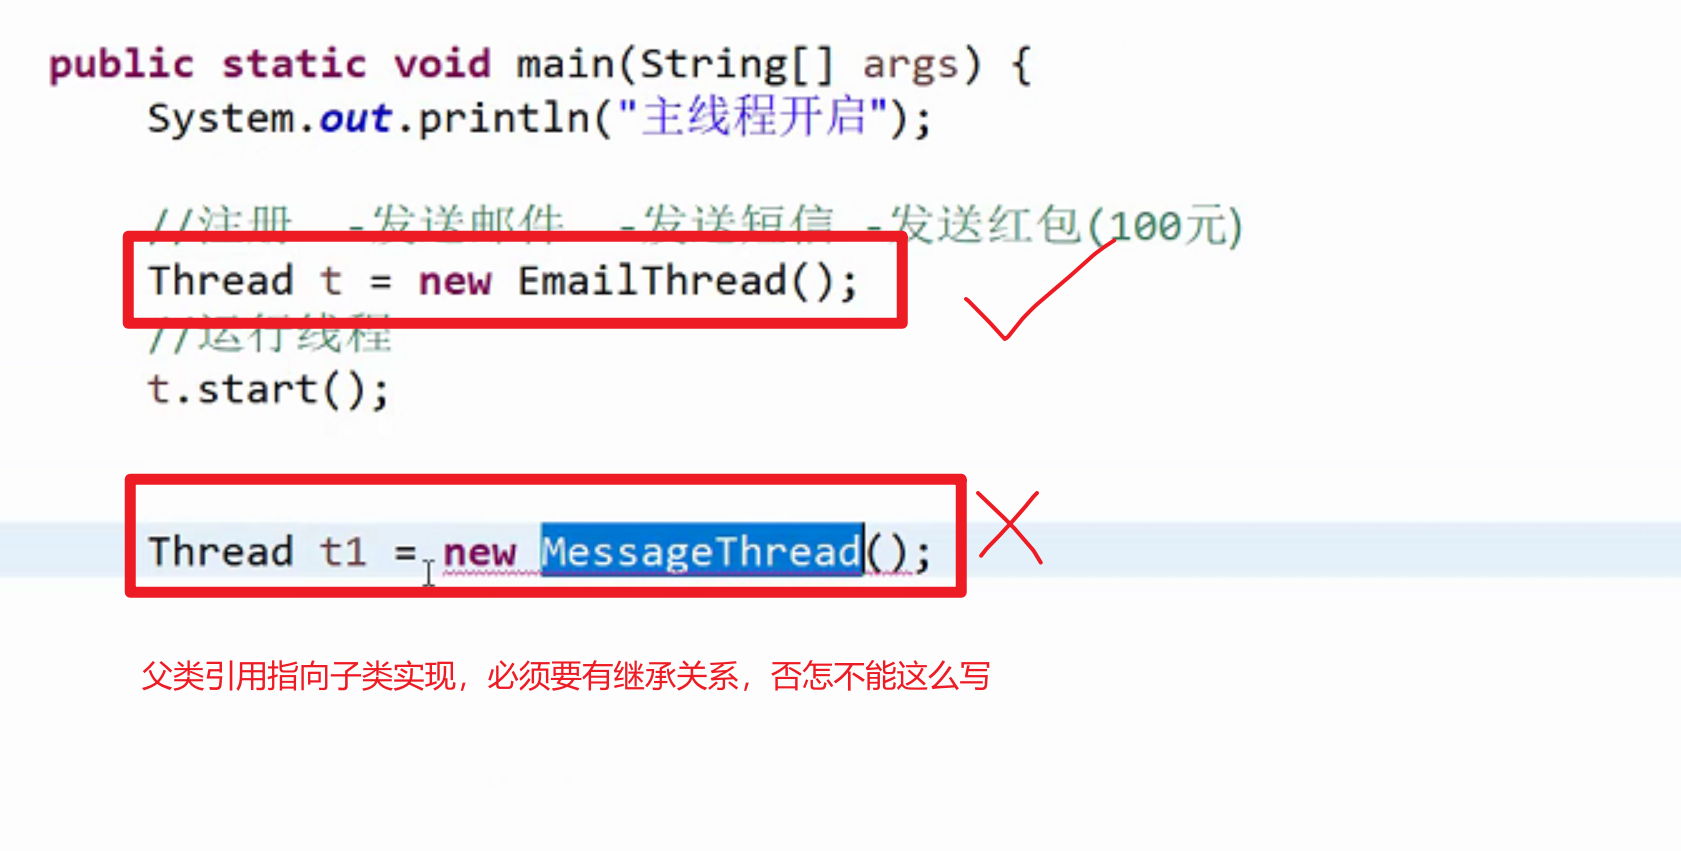 public static void main(String[] args) {
System.out.println("主线程开启");
//注册 -发送邮件 -发送短信 -发送红包(100元)
Thread t = new EmailThread();
//运行线程
t.start();
Thread t1 = new MessageThread();
父类引用指向子类实现，必须要有继承关系，否怎不能这么写